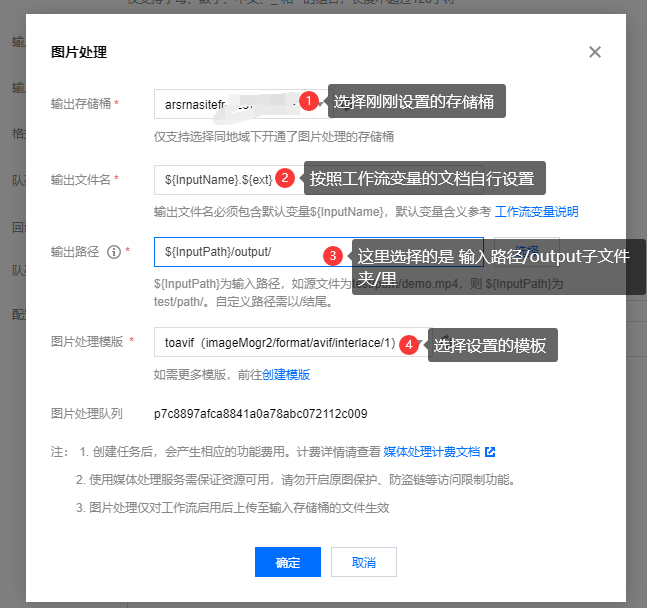 图片处理
输出存储桶 *
1 选择刚刚设置的存储桶
仅支持选择同地域下开通了图片处理的存储桶
输出文件名 *
${InputName}.${ext}
2 按照工作流变量的文档自行设置
输出文件名必须包含默认变量${InputName}，默认变量含义参考 工作流变量说明
输出路径 *
${InputPath}/output/
3 这里选择的是 输入路径/output子文件
夹/里
${InputPath}为输入路径，如源文件为test/path/demo.mp4，则 ${InputPath}为
test/path/。自定义路径需以/结尾。
图片处理模版 *
toavif（imageMogr2/format/avif/interlace/1）
4 选择设置的模板
如需更多模版，前往创建模版
图片处理队列 p7c8897afca8841a0a78abc072112c009
注： 1. 创建任务后，会产生相应的功能费用。计费详情请查看 媒体处理计费文档
2. 使用媒体处理服务需保证资源可用，请勿开启原图保护、防盗链等访问限制功能。
3. 图片处理仅对工作流启用后上传至输入存储桶的文件生效
确定 取消